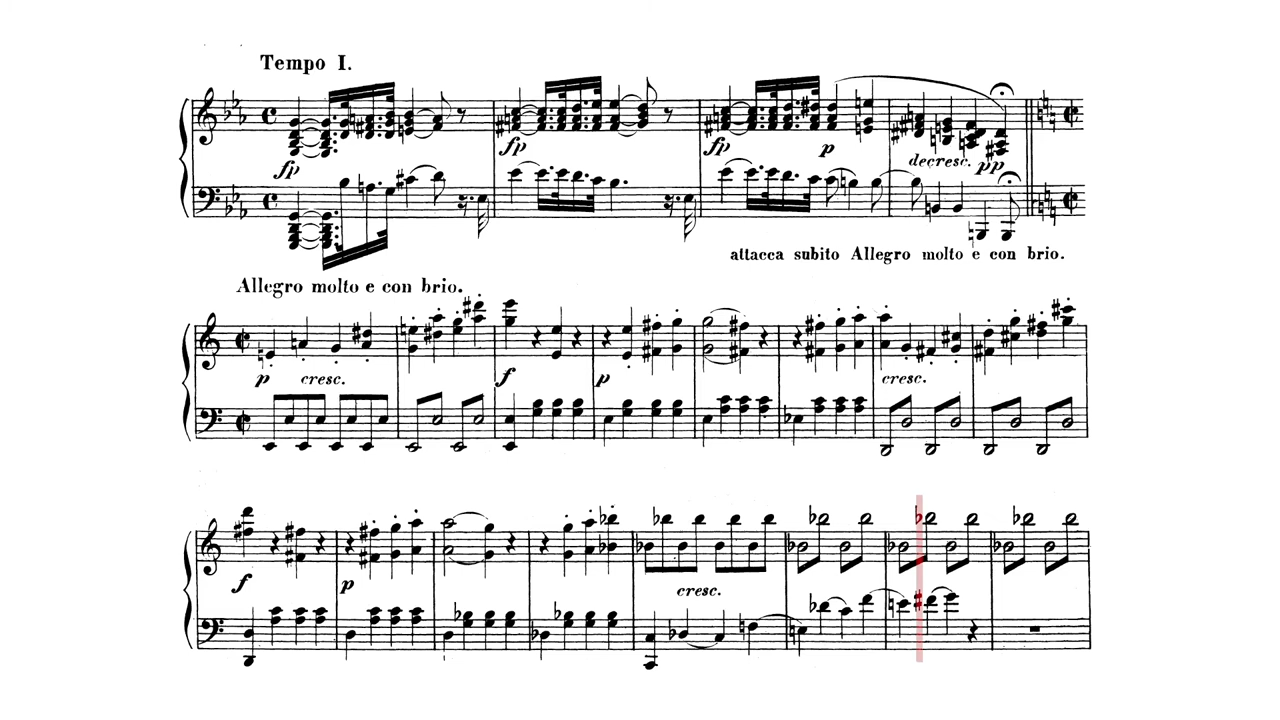 Tempo I.
fp fp fp p decresc. pp
attacca subito Allegro molto e con brio.
Allegro molto e con brio.
p cresc. f p cresc.
f p cresc.